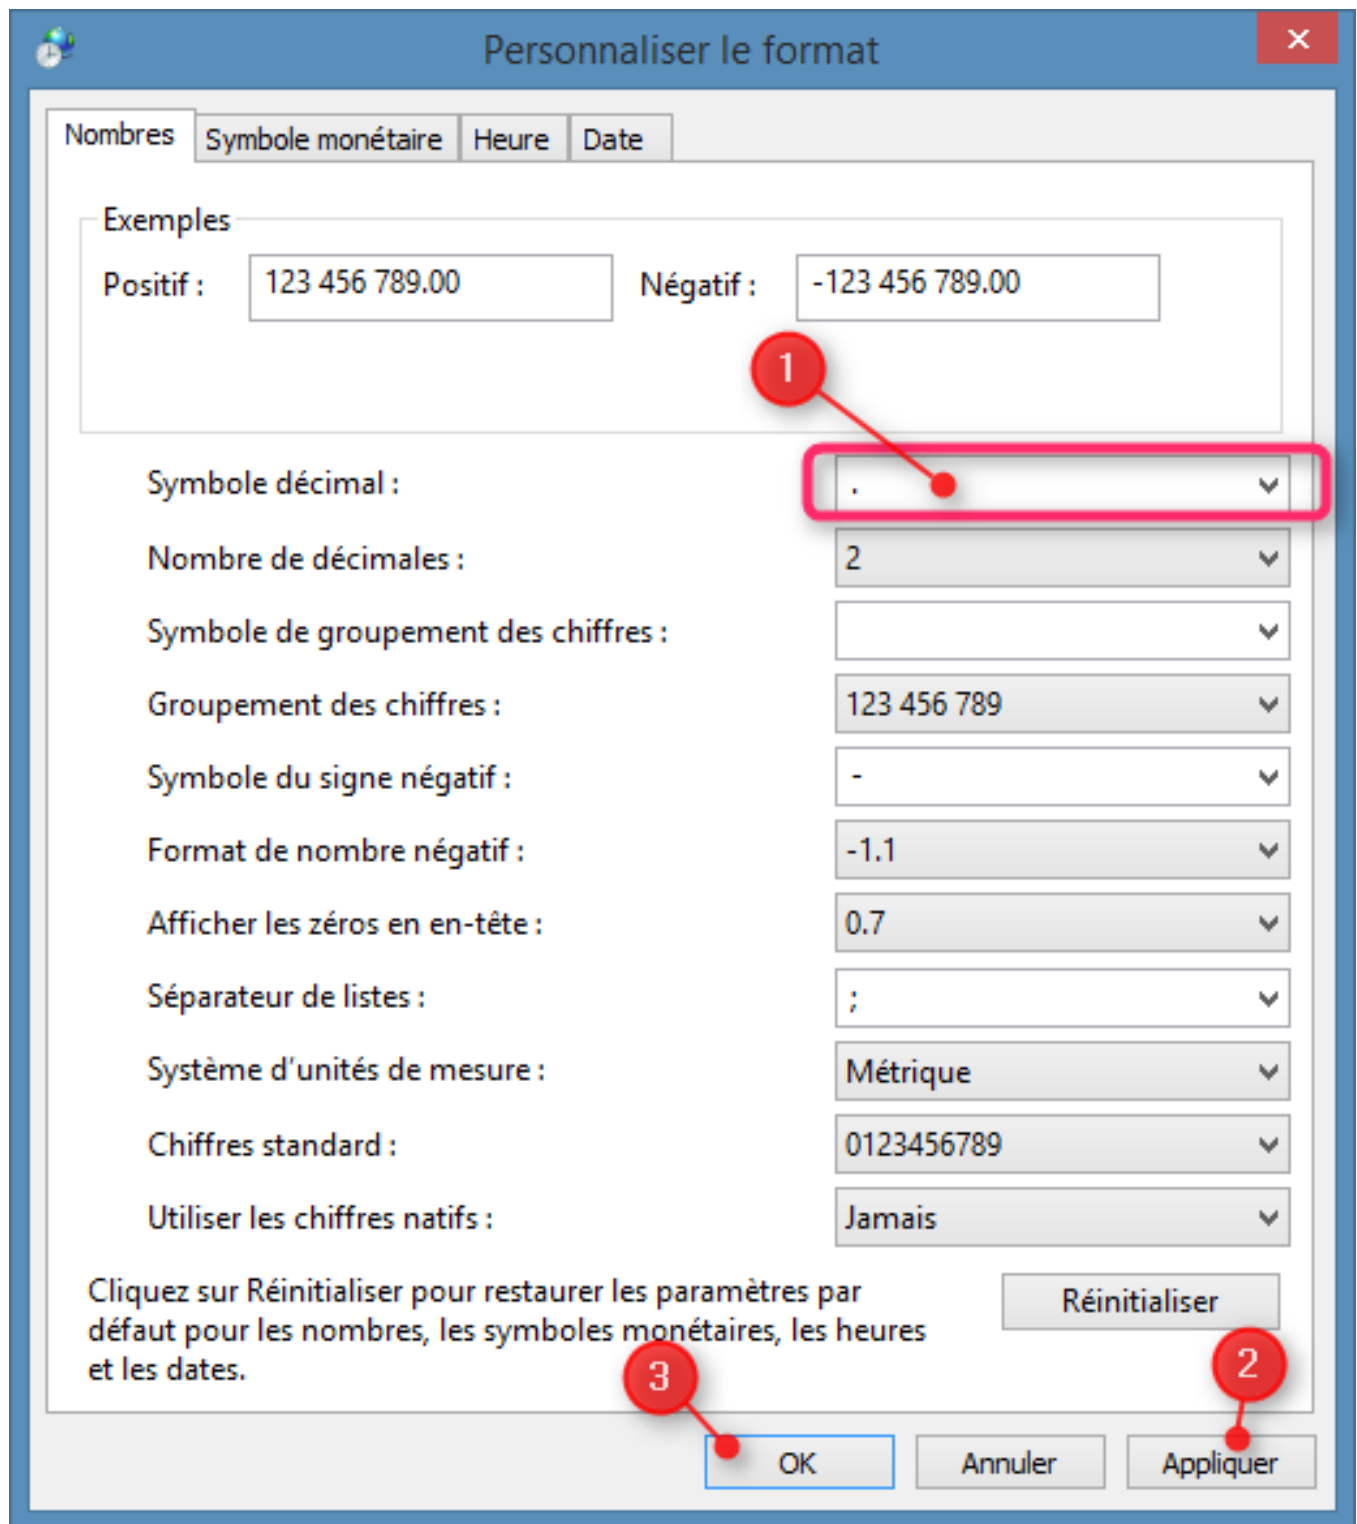 Personnaliser le format
Nombres Symbole monétaire Heure Date
Exemples
Positif : 123 456 789.00 Négatif : -123 456 789.00
1
Symbole décimal : .
Nombre de décimales : 2
Symbole de groupement des chiffres :
Groupement des chiffres : 123 456 789
Symbole du signe négatif : -
Format de nombre négatif : -1.1
Afficher les zéros en en-tête : 0.7
Séparateur de listes : ;
Système d'unités de mesure : Métrique
Chiffres standard : 0123456789
Utiliser les chiffres natifs : Jamais
Cliquez sur Réinitialiser pour restaurer les paramètres par
défaut pour les nombres, les symboles monétaires, les heures
et les dates.
Réinitialiser
3 2
OK Annuler Appliquer